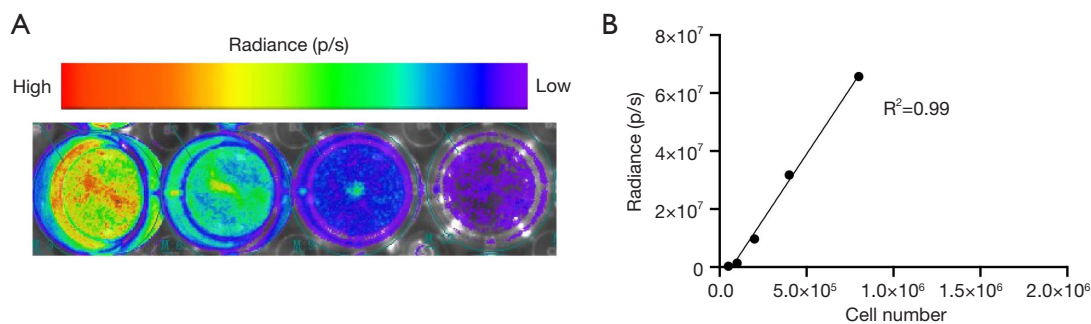 A
Radiance (p/s)
High
Low
B
8×10⁷
6×10⁷
4×10⁷
2×10⁷
0
Radiance (p/s)
R²=0.99
0.0
5.0×10⁵
1.0×10⁶
1.5×10⁶
2.0×10⁶
Cell number